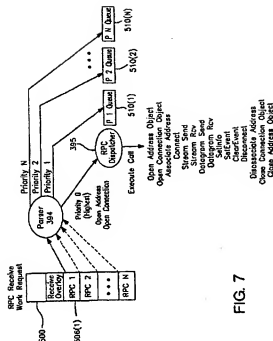 RPC Receive
Work Request
500
Receive
Overlay
RPC 1
RPC 2
RPC N
506(1)
Parser
394
Priority N
Priority 2
Priority 1
Priority 0
(Highest)
Open Address
Open Connection
P N Queue
510(N)
P 2 Queue
510(2)
P 1 Queue
510(1)
395
RPC
Dispatcher
Execute Call
Open Address Object
Open Connection Object
Associate Address
Connect
Stream Send
Stream Rcv
Datagram Send
Datagram Rcv
SetInfo
SetEvent
ClearEvent
Disconnect
Disassociate Address
Close Connection Object
Close Address Object
FIG. 7